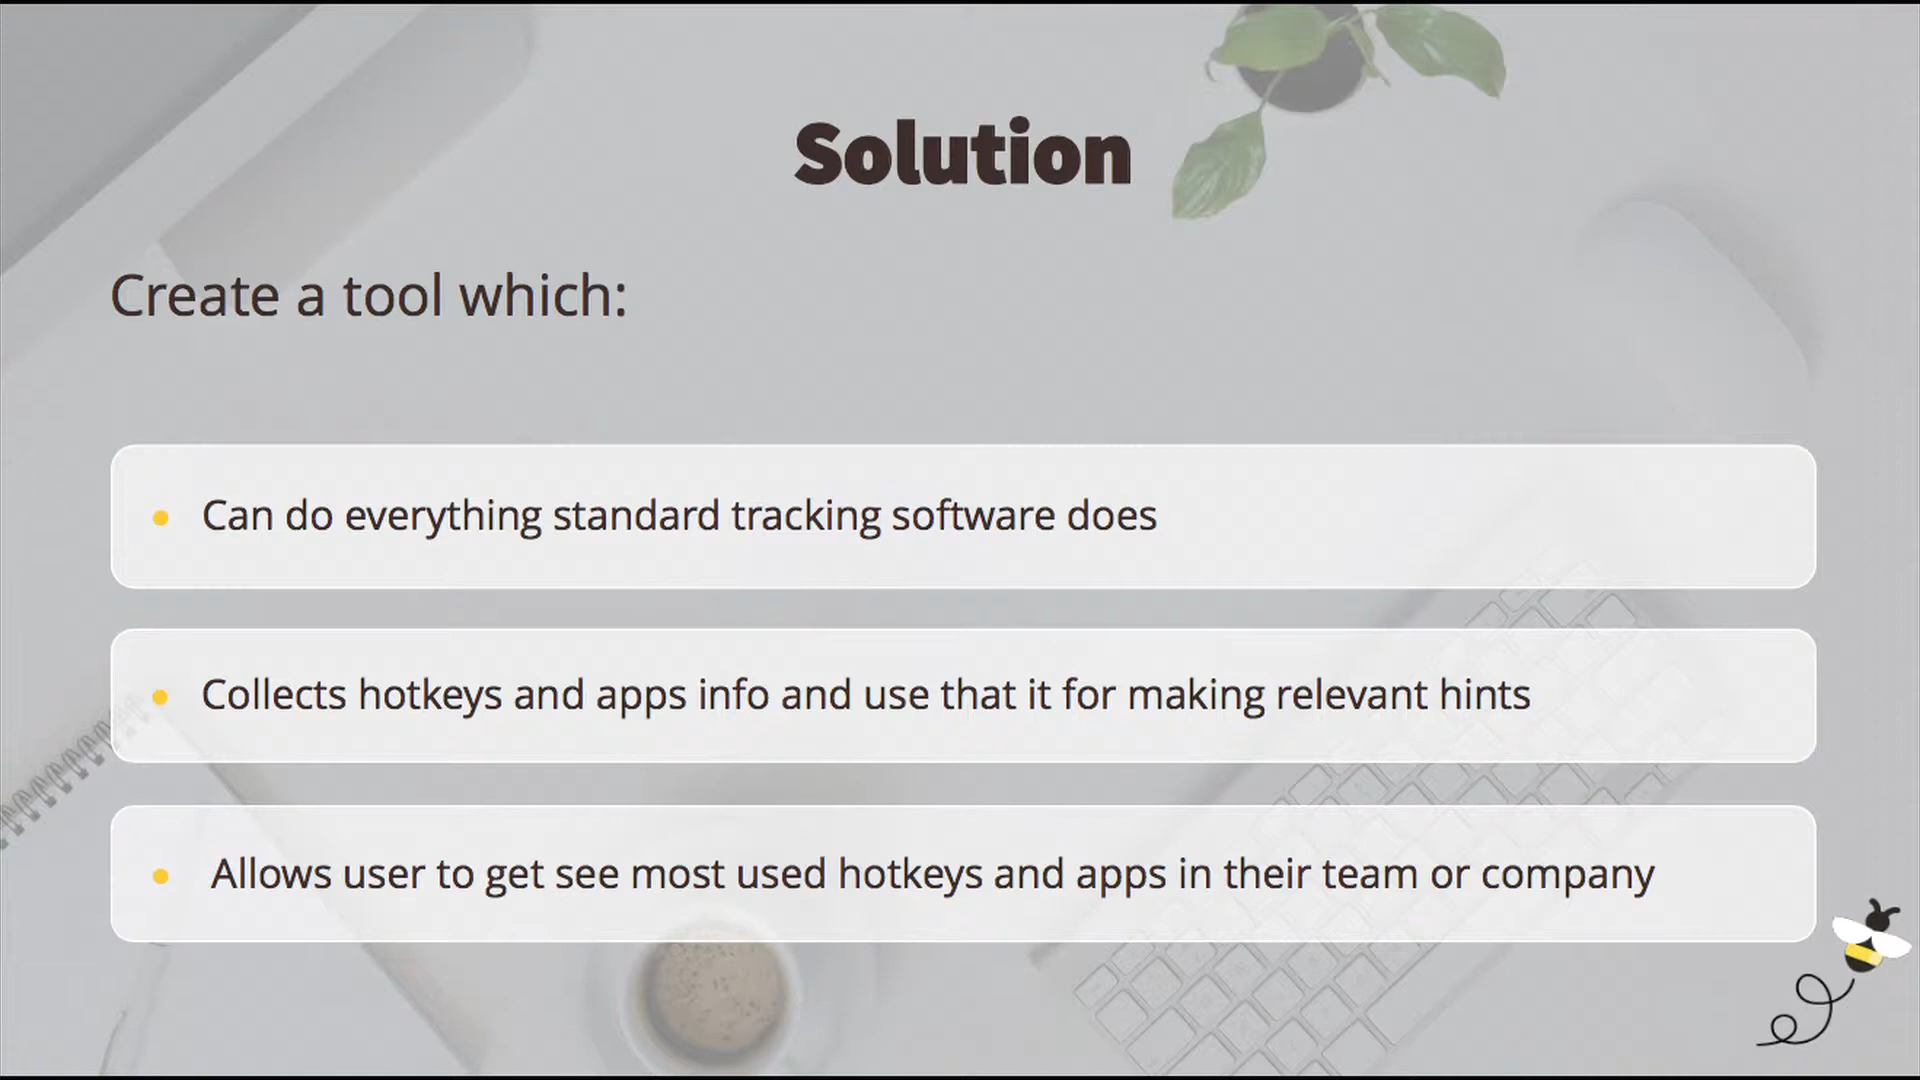 Solution
Create a tool which:
Can do everything standard tracking software does
Collects hotkeys and apps info and use that it for making relevant hints
Allows user to get see most used hotkeys and apps in their team or company